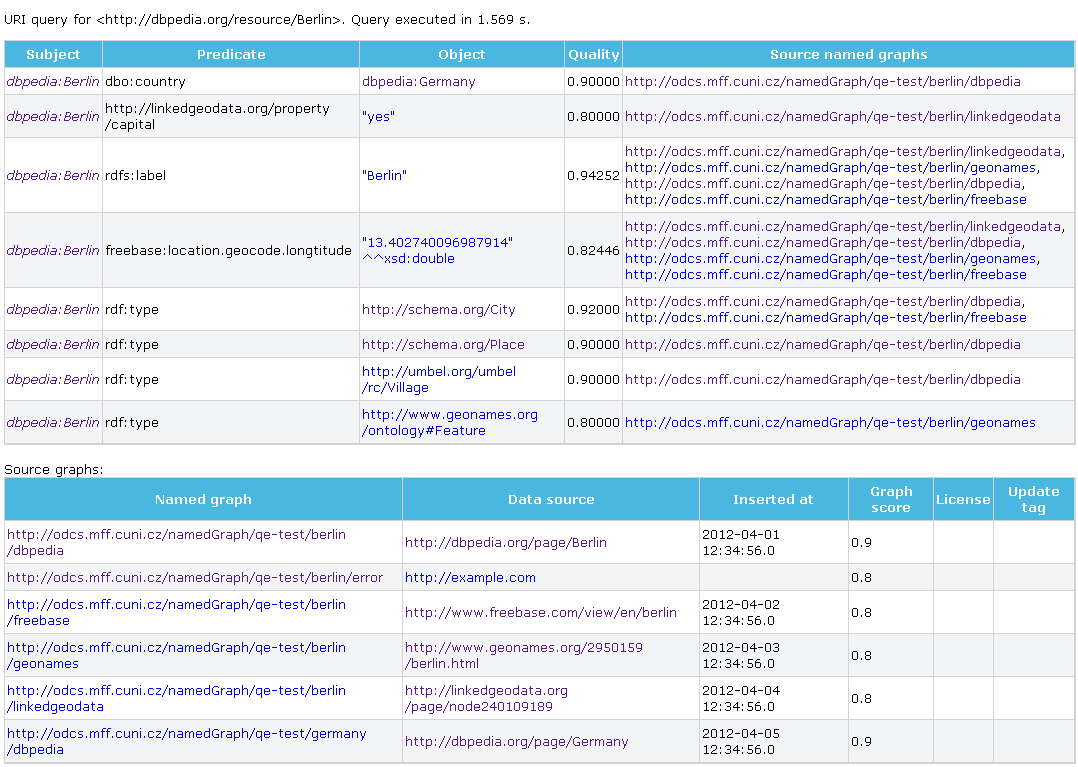 URI query for <http://dbpedia.org/resource/Berlin>. Query executed in 1.569 s.
Subject Predicate Object Quality Source named graphs
dbpedia:Berlin dbo:country dbpedia:Germany 0.90000 http://odcs.mff.cuni.cz/namedGraph/qe-test/berlin/dbpedia
dbpedia:Berlin http://linkedgeodata.org/property
/capital "yes" 0.80000 http://odcs.mff.cuni.cz/namedGraph/qe-test/berlin/linkedgeodata
dbpedia:Berlin rdfs:label "Berlin" 0.94252 http://odcs.mff.cuni.cz/namedGraph/qe-test/berlin/linkedgeodata,
http://odcs.mff.cuni.cz/namedGraph/qe-test/berlin/geonames,
http://odcs.mff.cuni.cz/namedGraph/qe-test/berlin/dbpedia,
http://odcs.mff.cuni.cz/namedGraph/qe-test/berlin/freebase
dbpedia:Berlin freebase:location.geocode.longtitude "13.402740096987914"
^^xsd:double 0.82446 http://odcs.mff.cuni.cz/namedGraph/qe-test/berlin/linkedgeodata,
http://odcs.mff.cuni.cz/namedGraph/qe-test/berlin/dbpedia,
http://odcs.mff.cuni.cz/namedGraph/qe-test/berlin/geonames,
http://odcs.mff.cuni.cz/namedGraph/qe-test/berlin/freebase
dbpedia:Berlin rdf:type http://schema.org/City 0.92000 http://odcs.mff.cuni.cz/namedGraph/qe-test/berlin/dbpedia,
http://odcs.mff.cuni.cz/namedGraph/qe-test/berlin/freebase
dbpedia:Berlin rdf:type http://schema.org/Place 0.90000 http://odcs.mff.cuni.cz/namedGraph/qe-test/berlin/dbpedia
dbpedia:Berlin rdf:type http://umbel.org/umbel
/rc/Village 0.90000 http://odcs.mff.cuni.cz/namedGraph/qe-test/berlin/dbpedia
dbpedia:Berlin rdf:type http://www.geonames.org
/ontology#Feature 0.80000 http://odcs.mff.cuni.cz/namedGraph/qe-test/berlin/geonames
Source graphs:
Named graph Data source Inserted at Graph
score License Update
tag
http://odcs.mff.cuni.cz/namedGraph/qe-test/berlin
/dbpedia http://dbpedia.org/page/Berlin 2012-04-01
12:34:56.0 0.9
http://odcs.mff.cuni.cz/namedGraph/qe-test/berlin/error http://example.com 0.8
http://odcs.mff.cuni.cz/namedGraph/qe-test/berlin
/freebase http://www.freebase.com/view/en/berlin 2012-04-02
12:34:56.0 0.8
http://odcs.mff.cuni.cz/namedGraph/qe-test/berlin
/geonames http://www.geonames.org/2950159
/berlin.html 2012-04-03
12:34:56.0 0.8
http://odcs.mff.cuni.cz/namedGraph/qe-test/berlin
/linkedgeodata http://linkedgeodata.org
/page/node240109189 2012-04-04
12:34:56.0 0.8
http://odcs.mff.cuni.cz/namedGraph/qe-test/germany
/dbpedia http://dbpedia.org/page/Germany 2012-04-05
12:34:56.0 0.9